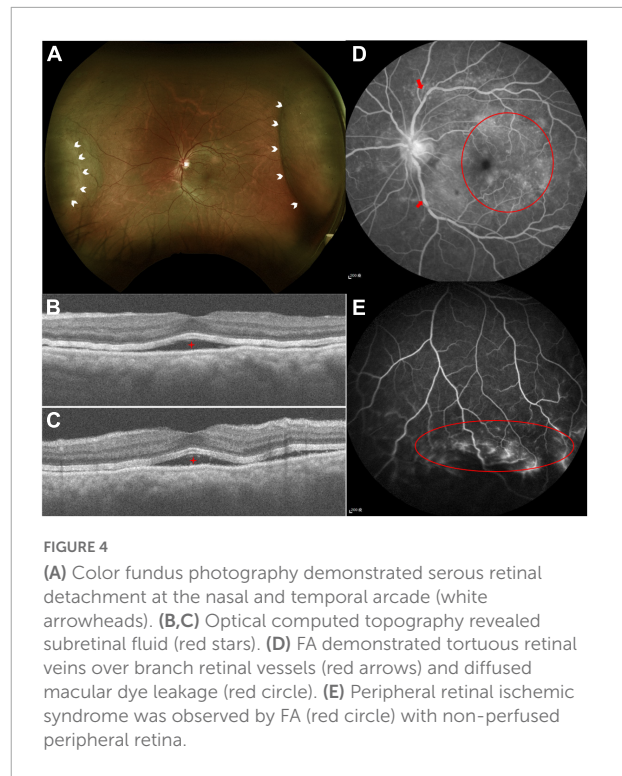 A
D
B
C
E
FIGURE 4
(A) Color fundus photography demonstrated serous retinal
detachment at the nasal and temporal arcade (white
arrowheads). (B,C) Optical computed topography revealed
subretinal fluid (red stars). (D) FA demonstrated tortuous retinal
veins over branch retinal vessels (red arrows) and diffused
macular dye leakage (red circle). (E) Peripheral retinal ischemic
syndrome was observed by FA (red circle) with non-perfused
peripheral retina.